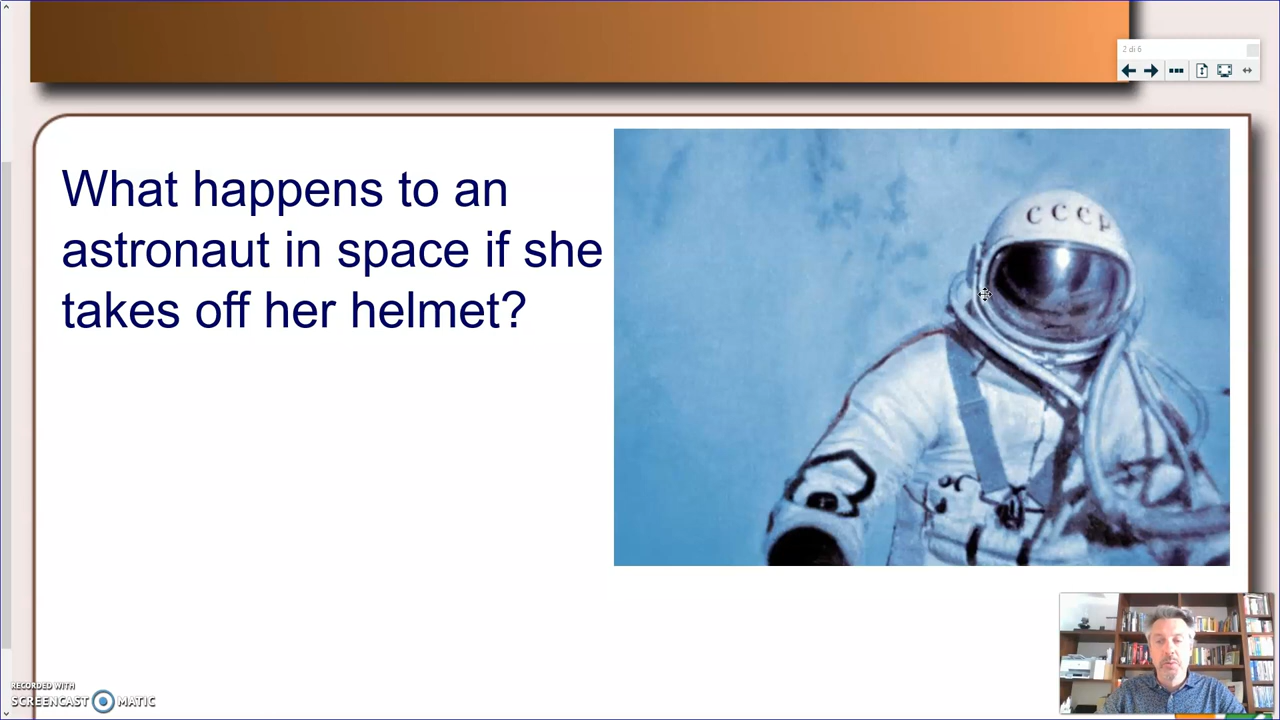 2 di 6
What happens to an
astronaut in space if she
takes off her helmet?
CCCP
RECORDED WITH
SCREENCAST MATIC